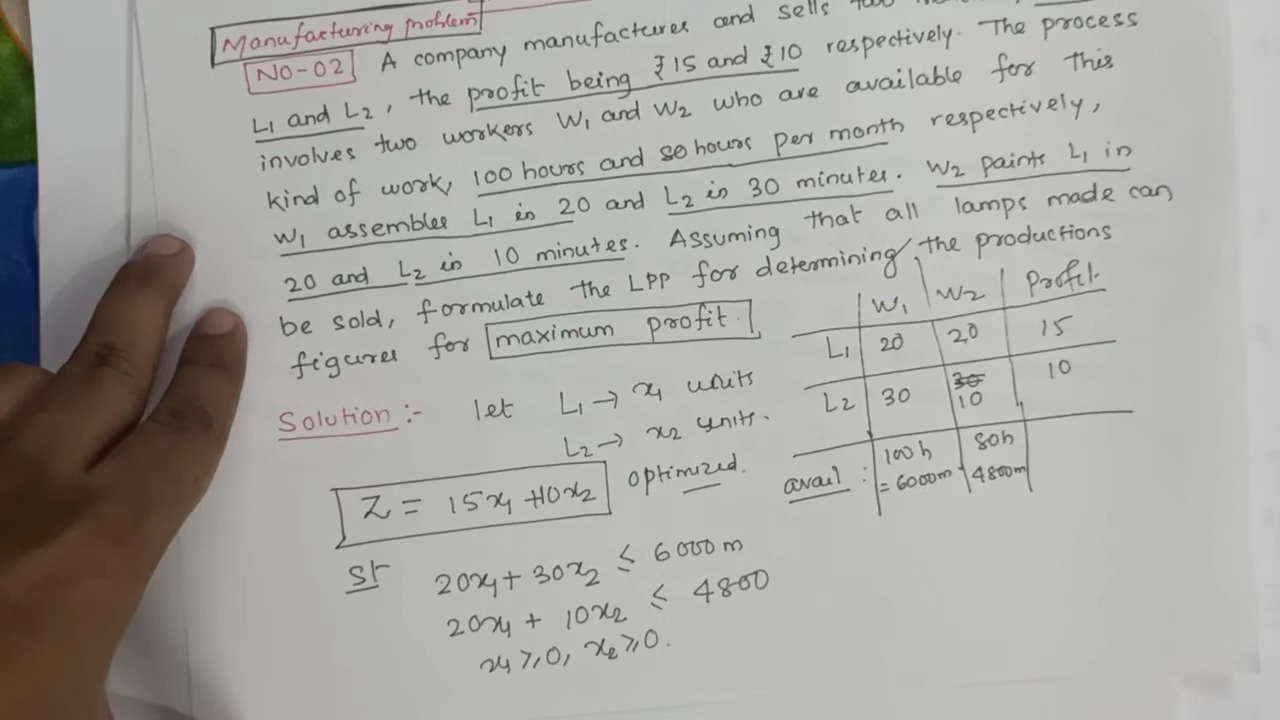 Manufacturing problem
NO-02 A company manufactures and sells two
L1 and L2, the profit being ₹15 and ₹10 respectively. The process
involves two workers W1 and W2 who are available for this
kind of work, 100 hours and 80 hours per month respectively,
W1 assembles L1 in 20 and L2 in 30 minutes. W2 paints L1 in
20 and L2 in 10 minutes. Assuming that all lamps made can
be sold, formulate the LPP for determining the productions
figures for maximum profit.
W1 W2 Profit
L1 20 20 15
L2 30 10 10
avail : 100h 80h
= 6000m 4800m
Solution :- let L1 → x1 units
L2 → x2 units.
Z = 15x1 + 10x2 optimized.
St 20x1 + 30x2 ≤ 6000m
20x1 + 10x2 ≤ 4800
x1 ≥ 0, x2 ≥ 0.